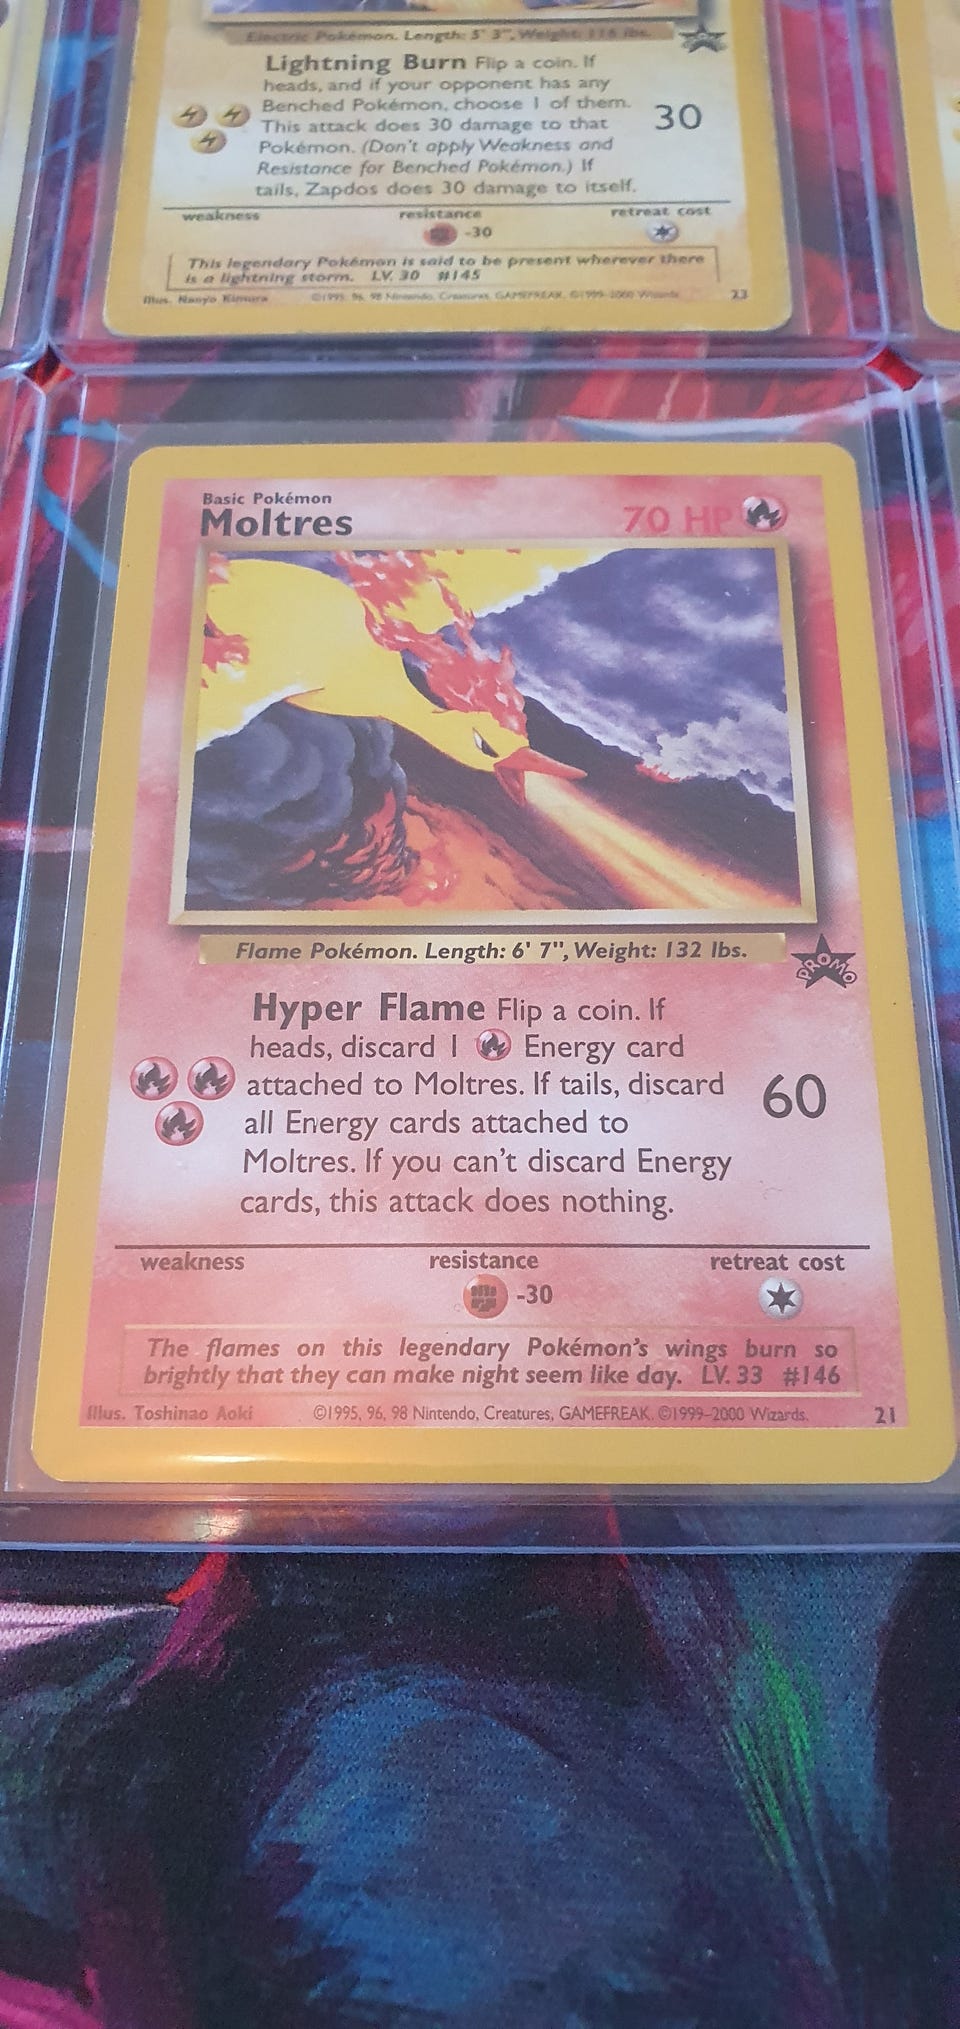 Electric Pokémon. Length: 5' 3", Weight: 116 lbs.
PROMO
Lightning Burn Flip a coin. If
heads, and if your opponent has any
Benched Pokémon, choose 1 of them.
This attack does 30 damage to that
Pokémon. (Don't apply Weakness and
Resistance for Benched Pokémon.) If
tails, Zapdos does 30 damage to itself.
30
weakness resistance retreat cost
-30
This legendary Pokémon is said to be present wherever there
is a lightning storm. LV. 30 #145
Illus. Naoyo Kimura ©1995, 96, 98 Nintendo, Creatures, GAMEFREAK. ©1999-2000 Wizards. 23
Basic Pokémon
Moltres 70 HP
Flame Pokémon. Length: 6' 7", Weight: 132 lbs.
PROMO
Hyper Flame Flip a coin. If
heads, discard 1 Energy card
attached to Moltres. If tails, discard
all Energy cards attached to
Moltres. If you can't discard Energy
cards, this attack does nothing.
60
weakness resistance retreat cost
-30
The flames on this legendary Pokémon's wings burn so
brightly that they can make night seem like day. LV. 33 #146
Illus. Toshinao Aoki ©1995, 96, 98 Nintendo, Creatures, GAMEFREAK. ©1999-2000 Wizards. 21